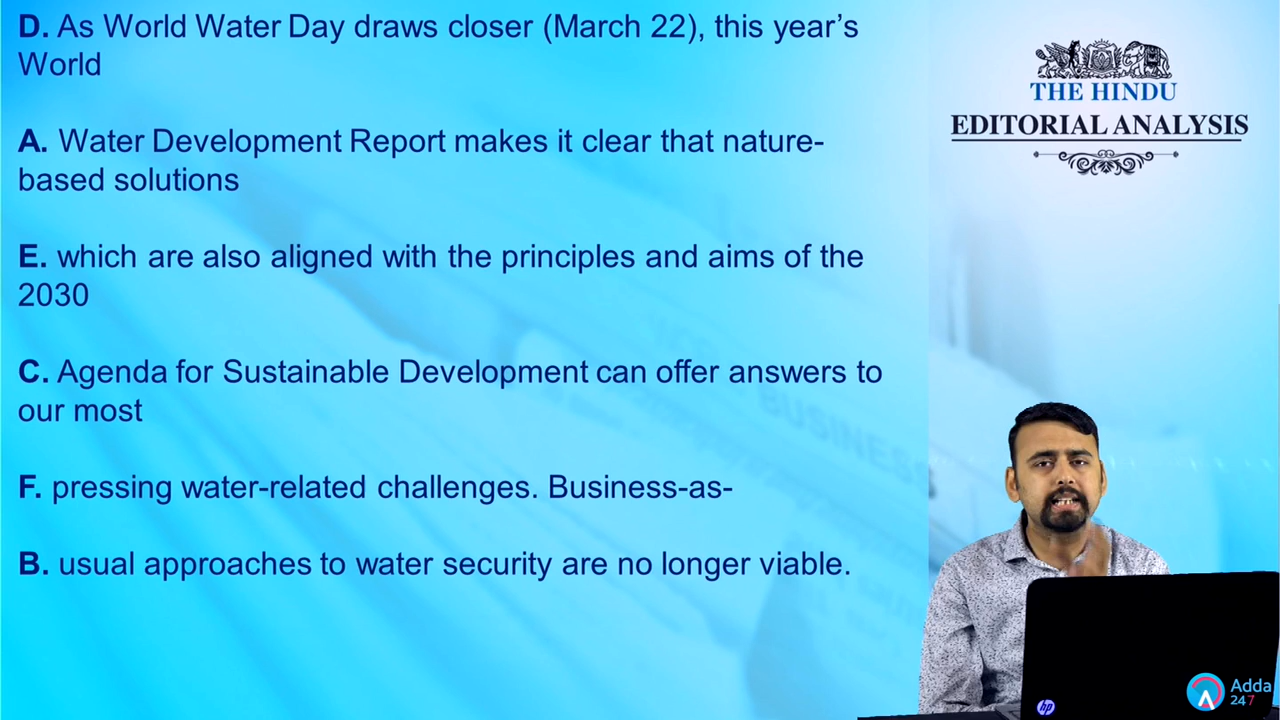 D. As World Water Day draws closer (March 22), this year’s
World
A. Water Development Report makes it clear that nature-
based solutions
E. which are also aligned with the principles and aims of the
2030
C. Agenda for Sustainable Development can offer answers to
our most
F. pressing water-related challenges. Business-as-
B. usual approaches to water security are no longer viable.
THE HINDU
EDITORIAL ANALYSIS
BUSINESS
hp
Adda
247